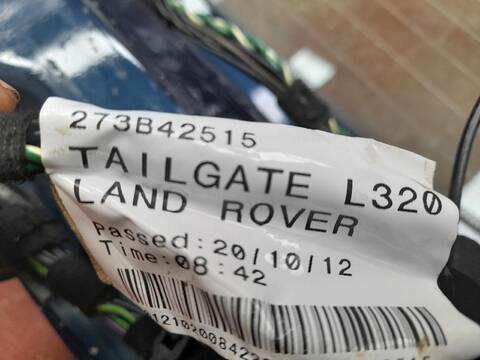 273B42515
TAILGATE L320
LAND ROVER
Passed:20/10/12
Time:08:42